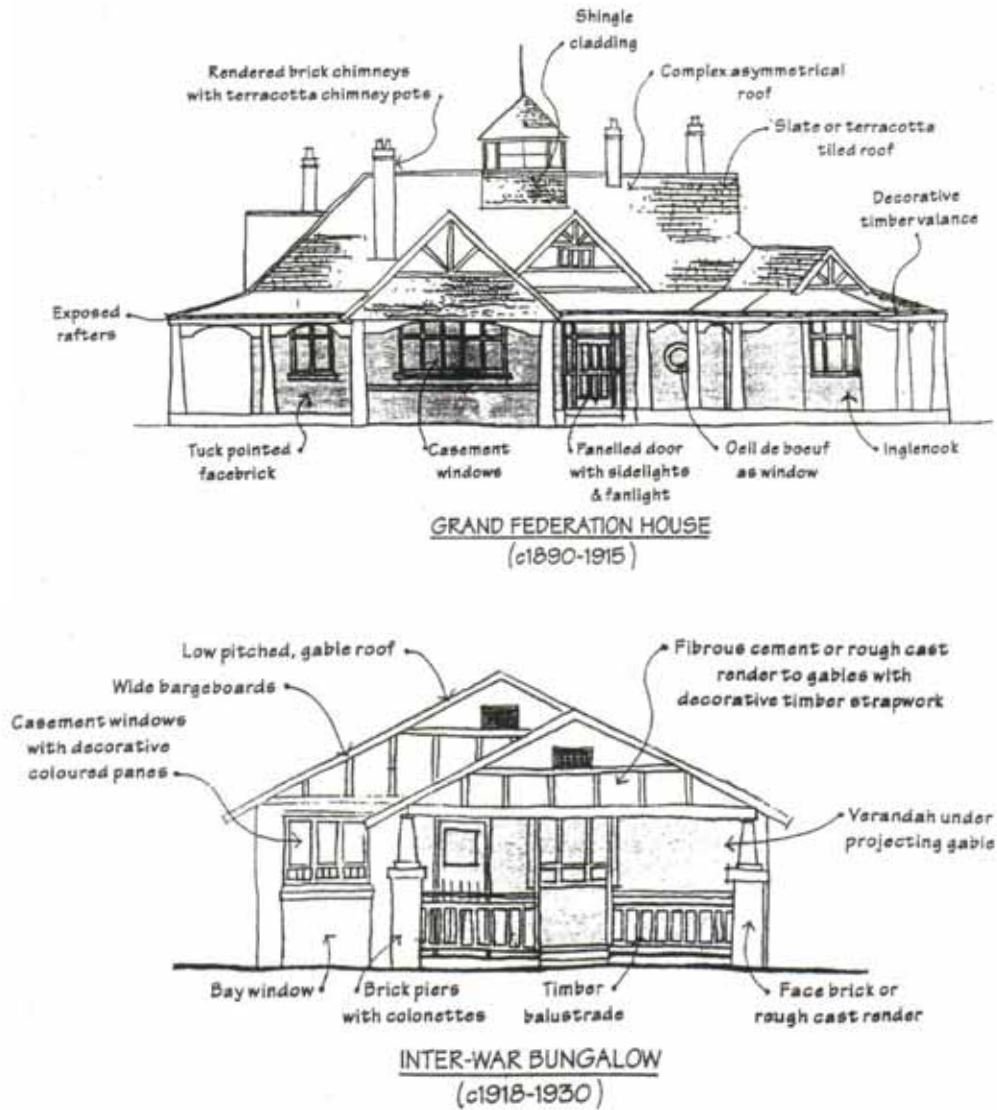 Shingle
cladding
Rendered brick chimneys
with terracotta chimney pots
Complex asymmetrical
roof
Slate or terracotta
tiled roof
Decorative
timber valance
Exposed
rafters
Tuck pointed
facebrick
Casement
windows
Panelled door
with sidelights
& fanlight
Oeil de boeuf
as window
Inglenook
GRAND FEDERATION HOUSE
(c1890-1915)
Low pitched, gable roof
Wide bargeboards
Casement windows
with decorative
coloured panes
Fibrous cement or rough cast
render to gables with
decorative timber strapwork
Verandah under
projecting gable
Bay window
Brick piers
with colonettes
Timber
balustrade
Face brick or
rough cast render
INTER-WAR BUNGALOW
(c1918-1930)